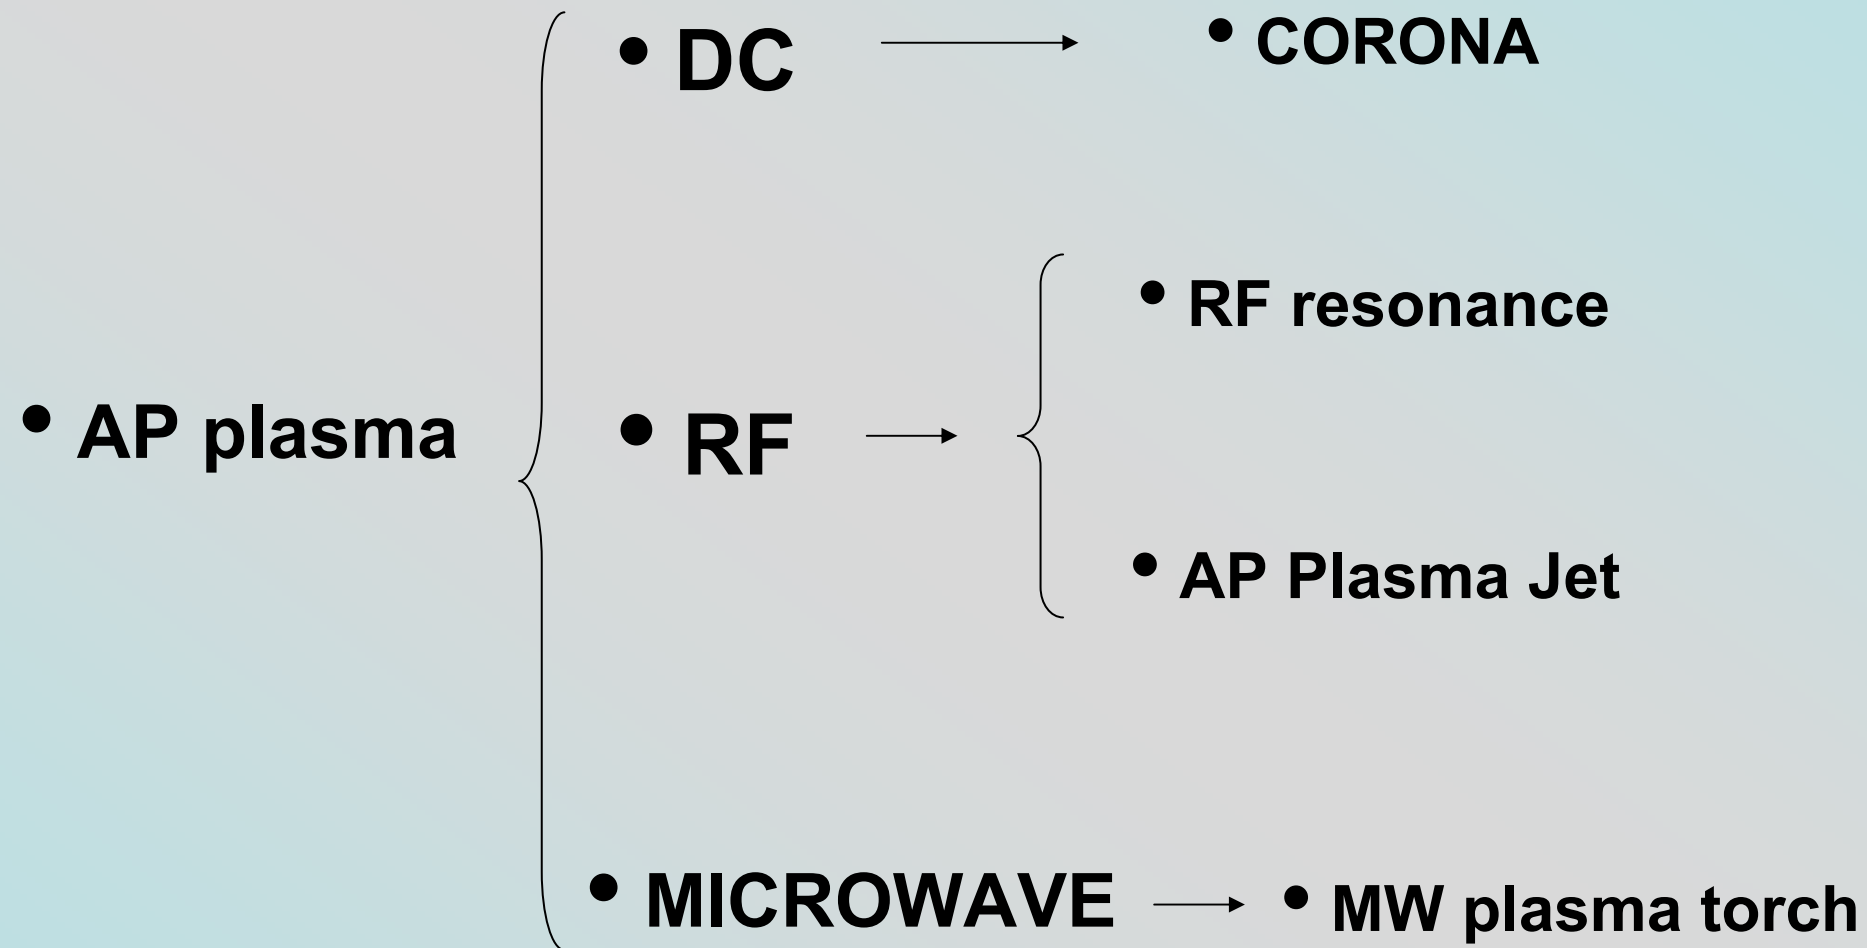 • DC
• CORONA
• RF resonance
• AP plasma
• RF
• AP Plasma Jet
• MICROWAVE
• MW plasma torch